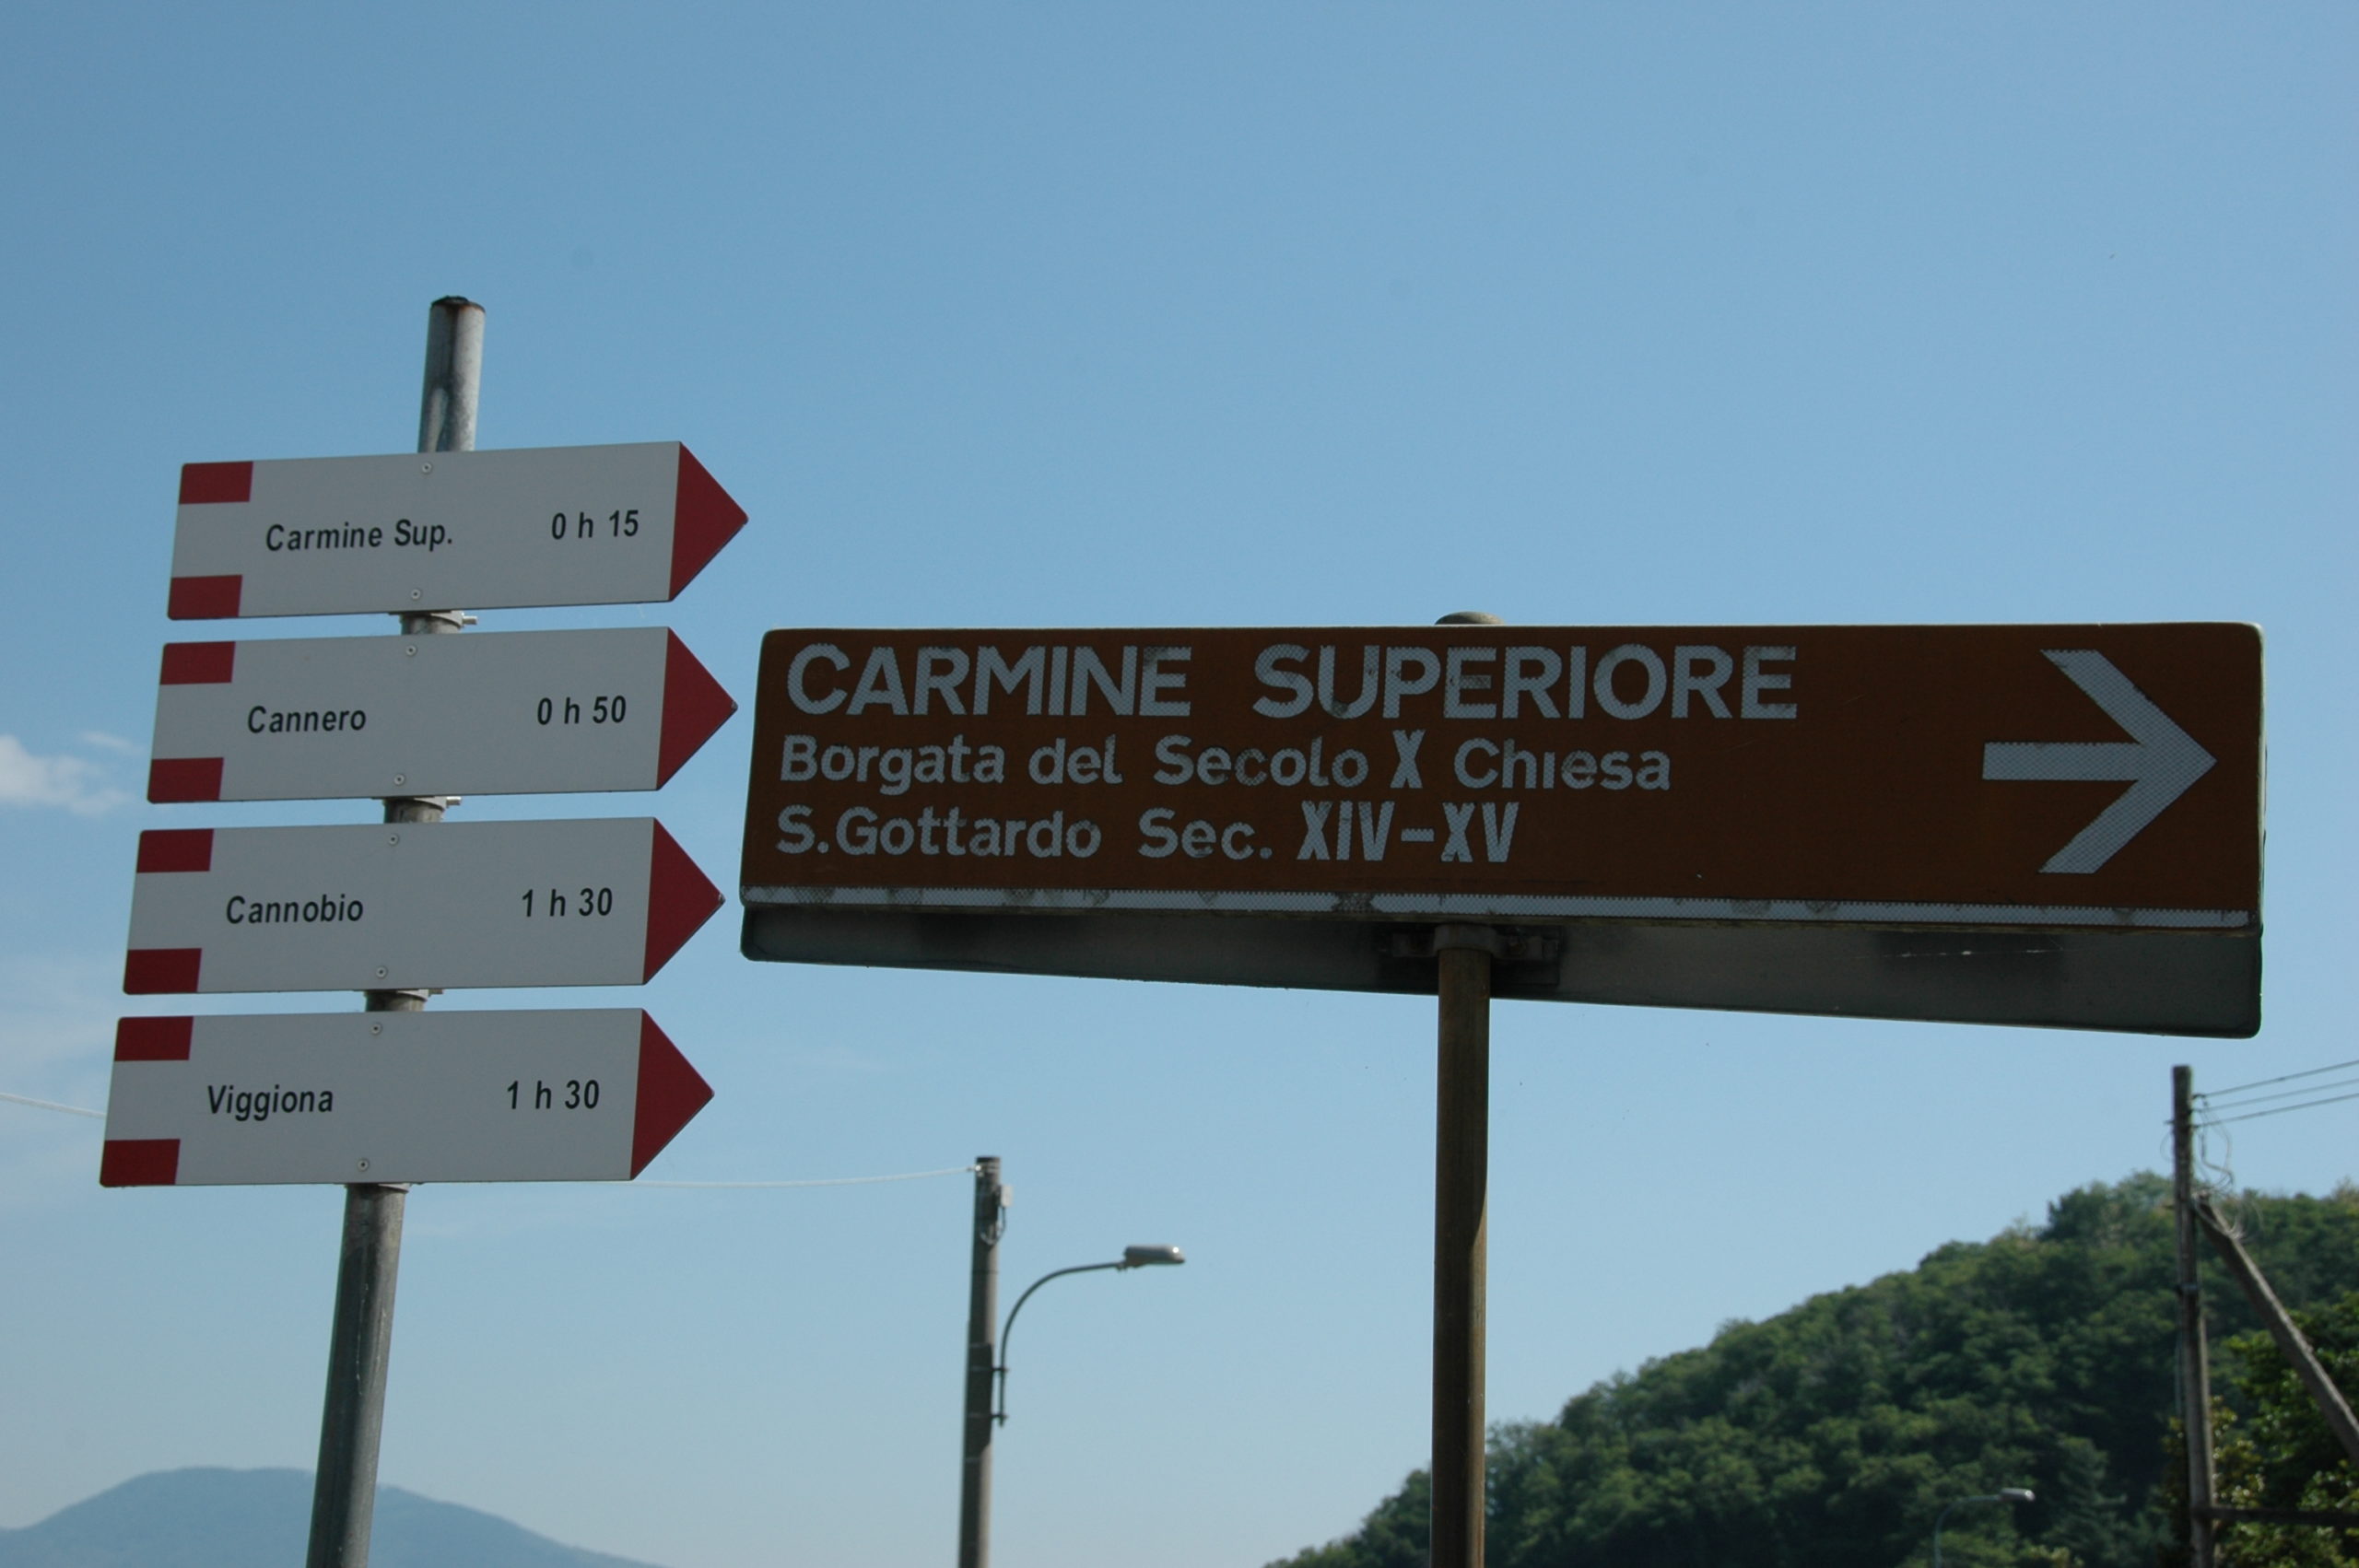 Carmine Sup. 0 h 15
Cannero 0 h 50
Cannobio 1 h 30
Viggiona 1 h 30
CARMINE SUPERIORE
Borgata del Secolo X Chiesa
S.Gottardo Sec. XIV-XV